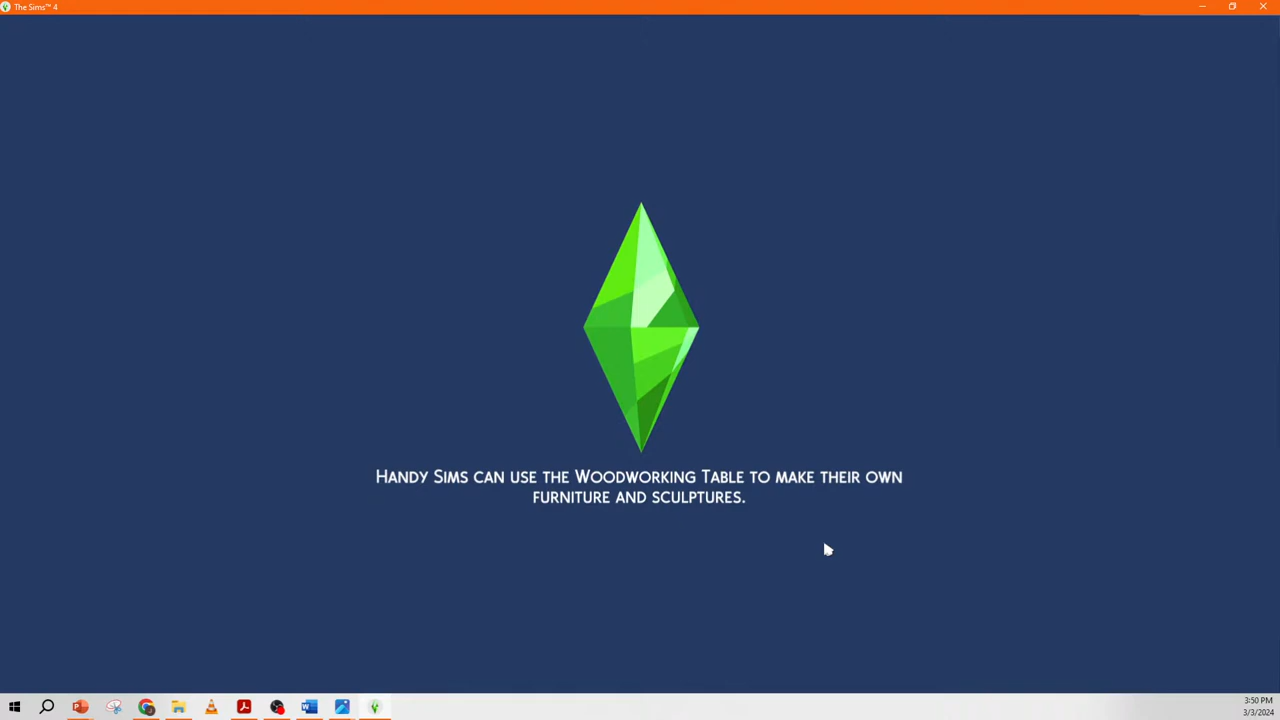 The Sims™ 4
Handy Sims can use the Woodworking Table to make their own
furniture and sculptures.
3:50 PM
3/3/2024